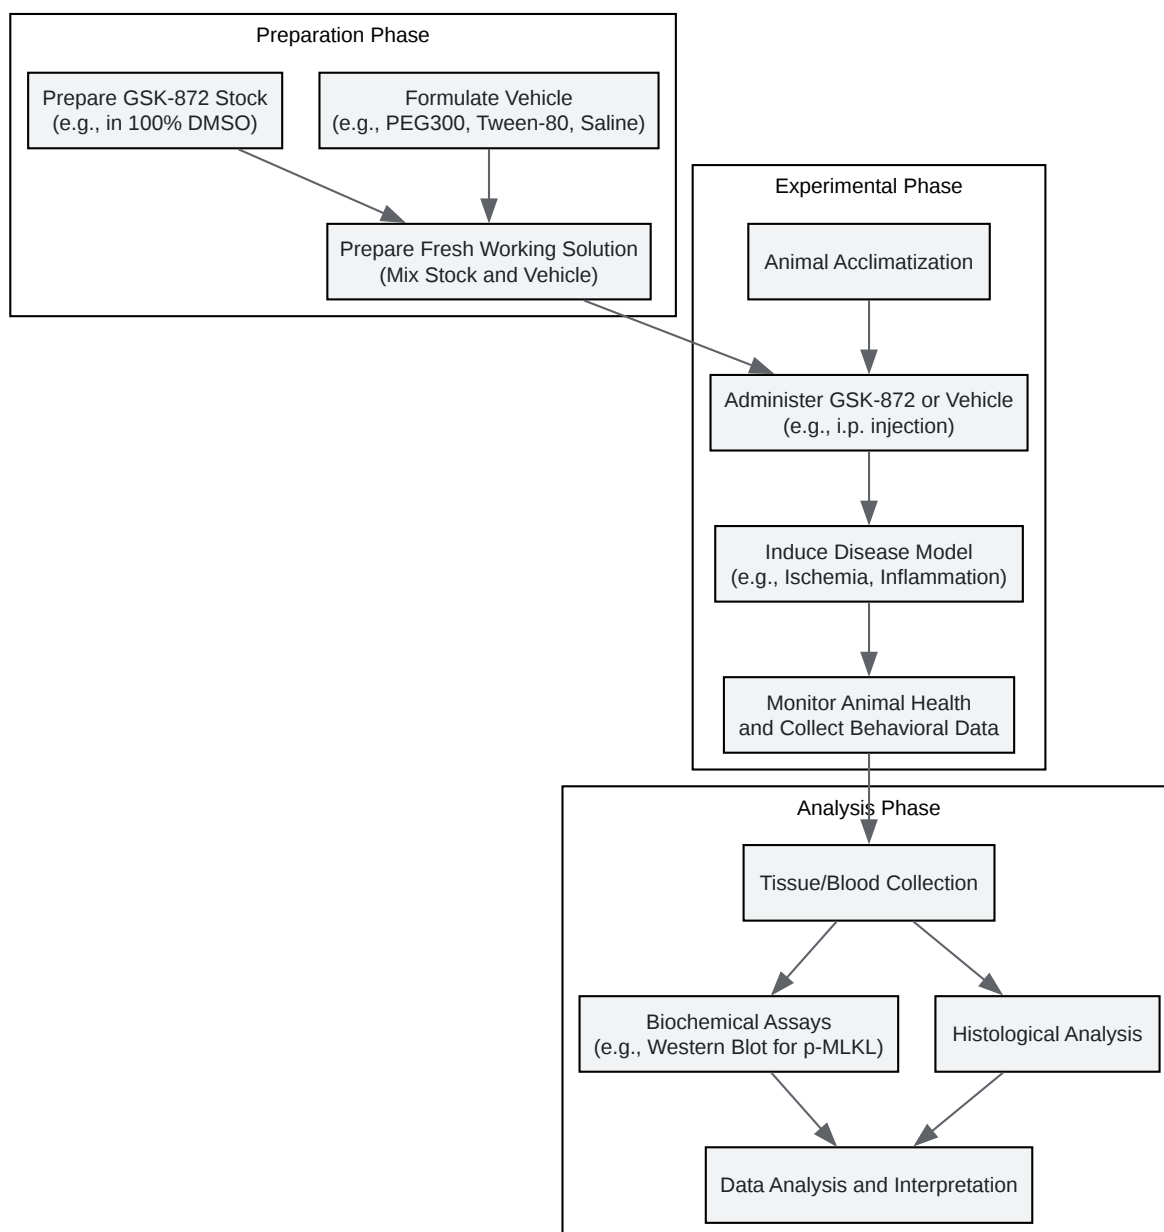 Preparation Phase
Prepare GSK-872 Stock
(e.g., in 100% DMSO)
Formulate Vehicle
(e.g., PEG300, Tween-80, Saline)
Prepare Fresh Working Solution
(Mix Stock and Vehicle)
Experimental Phase
Animal Acclimatization
Administer GSK-872 or Vehicle
(e.g., i.p. injection)
Induce Disease Model
(e.g., Ischemia, Inflammation)
Monitor Animal Health
and Collect Behavioral Data
Analysis Phase
Tissue/Blood Collection
Biochemical Assays
(e.g., Western Blot for p-MLKL)
Histological Analysis
Data Analysis and Interpretation